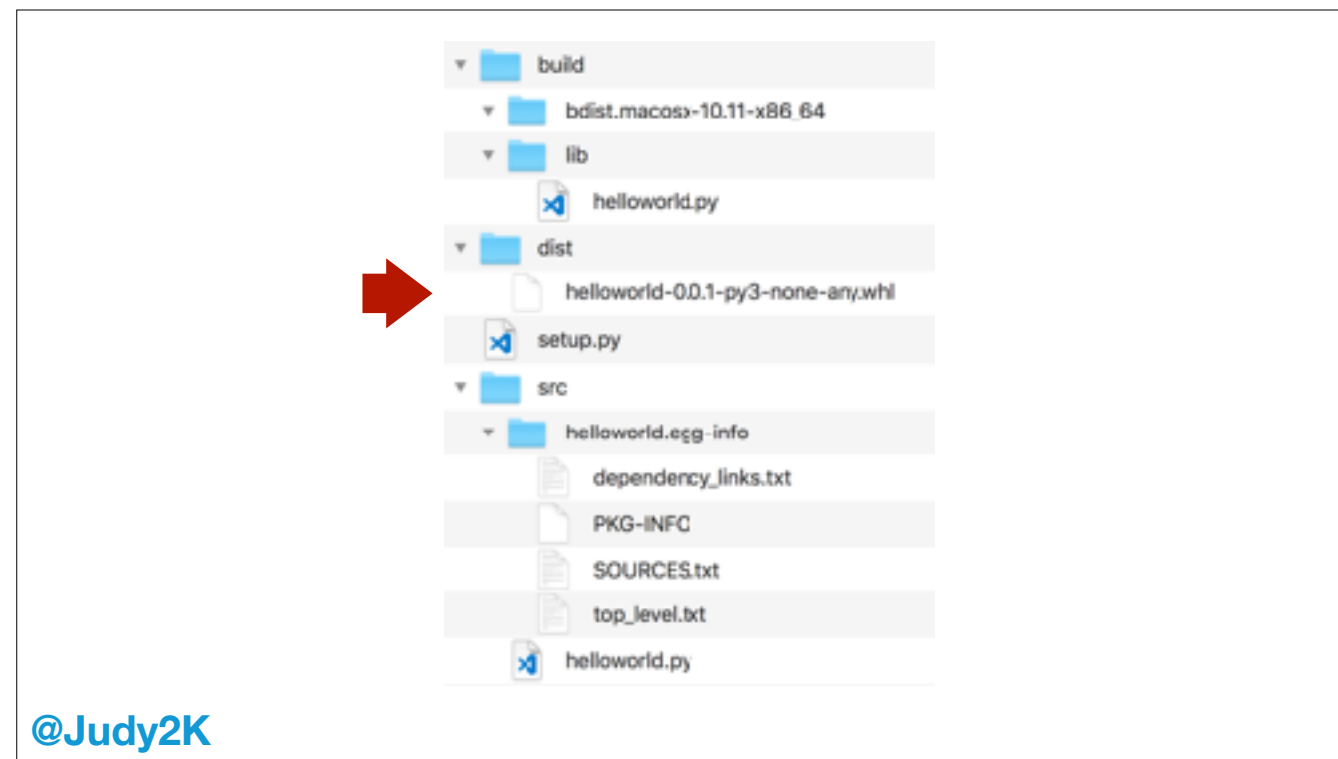 build
bdist.macosx-10.11-x86_64
lib
helloworld.py
dist
helloworld-0.0.1-py3-none-any.whl
setup.py
src
helloworld.egg-info
dependency_links.txt
PKG-INFO
SOURCES.txt
top_level.txt
helloworld.py
@Judy2K